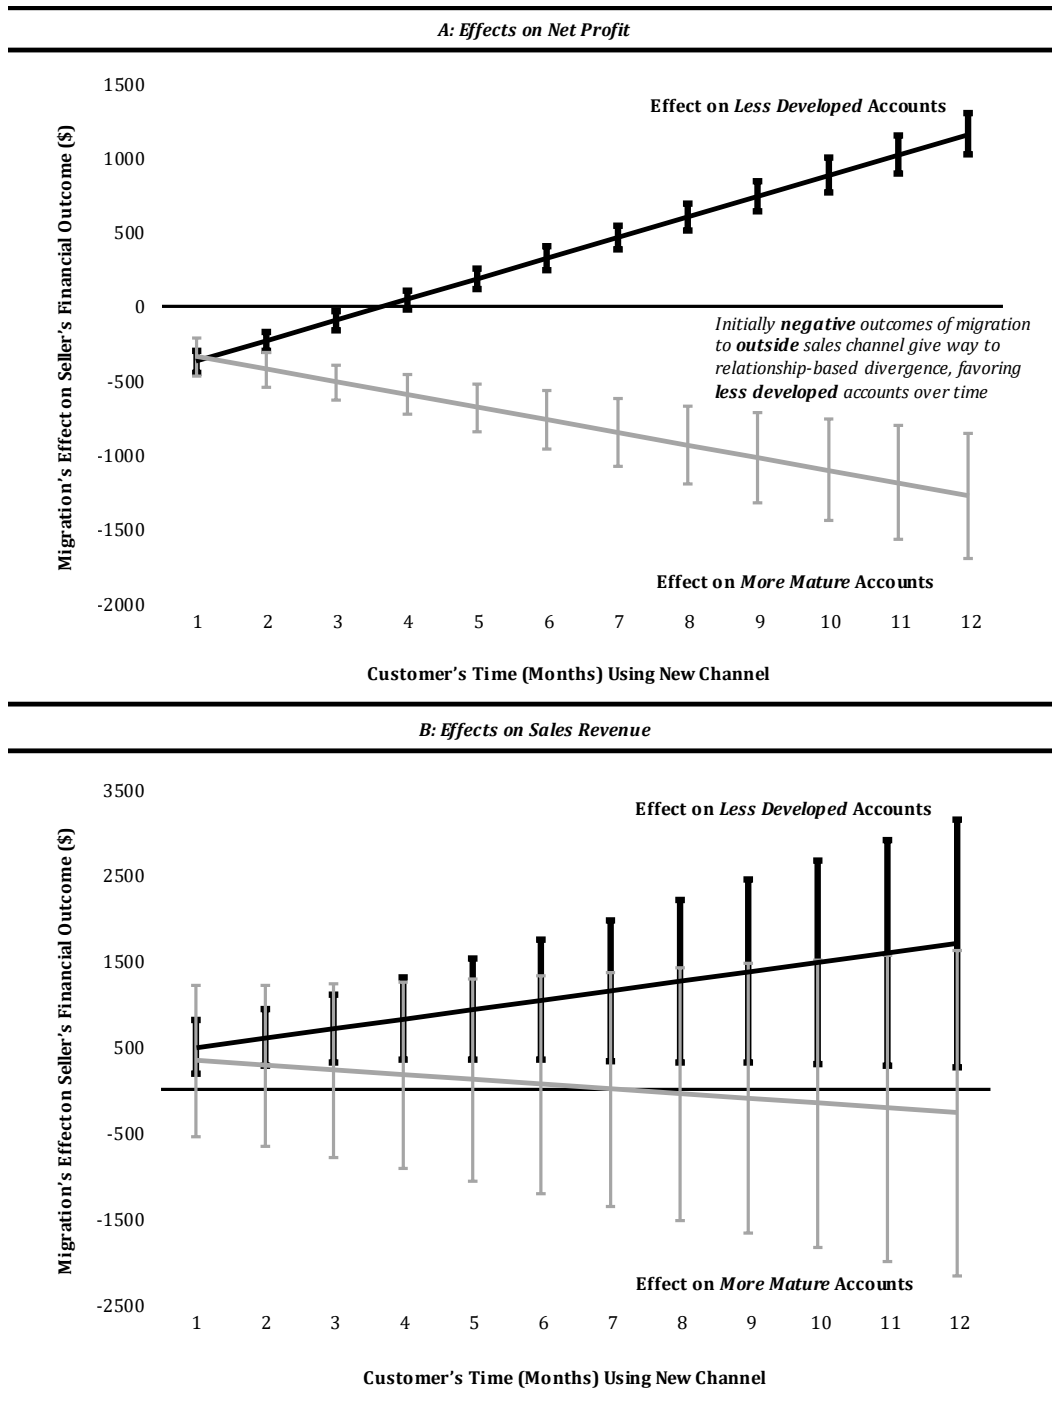 A: Effects on Net Profit
Migration's Effect on Seller's Financial Outcome ($)
1500
1000
500
0
-500
-1000
-1500
-2000
Effect on Less Developed Accounts
Initially negative outcomes of migration
to outside sales channel give way to
relationship-based divergence, favoring
less developed accounts over time
Effect on More Mature Accounts
1 2 3 4 5 6 7 8 9 10 11 12
Customer's Time (Months) Using New Channel
B: Effects on Sales Revenue
Migration's Effect on Seller's Financial Outcome ($)
3500
2500
1500
500
-500
-1500
-2500
Effect on Less Developed Accounts
Effect on More Mature Accounts
1 2 3 4 5 6 7 8 9 10 11 12
Customer's Time (Months) Using New Channel